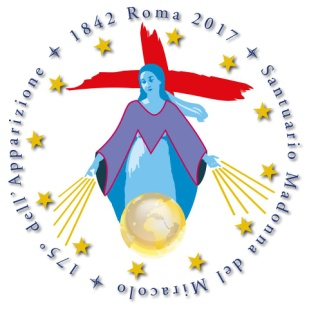 1842 Roma 2017 ✦ Santuario Madonna del Miracolo ✦ 175° dell'Apparizione ✦